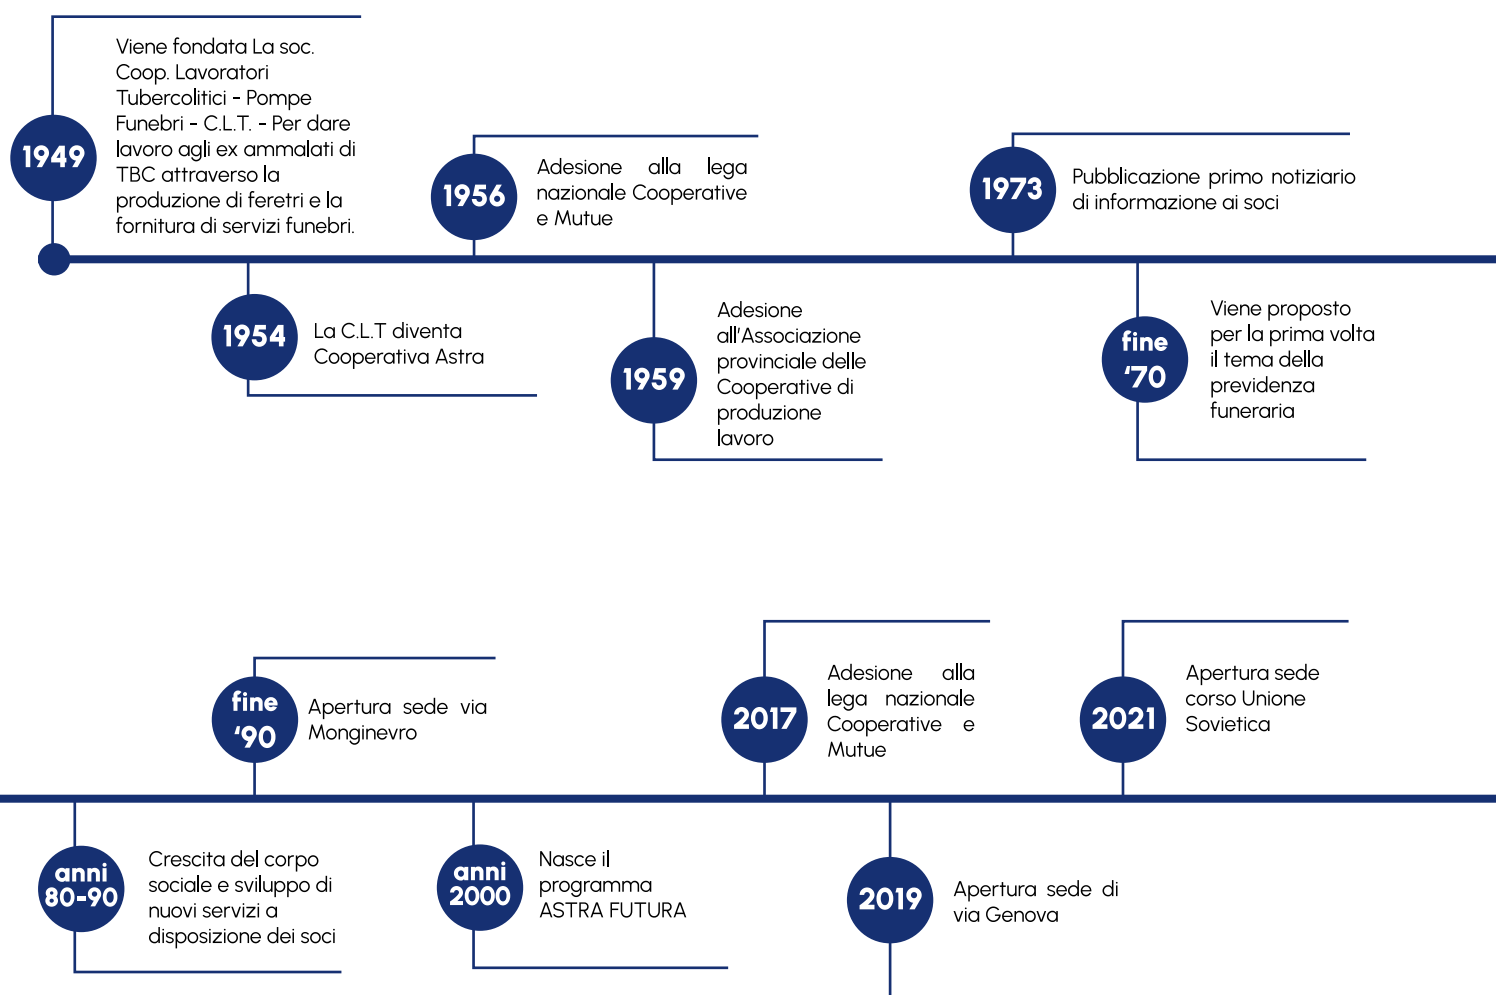 1949
Viene fondata La soc.
Coop. Lavoratori
Tubercolitici - Pompe
Funebri - C.L.T. - Per dare
lavoro agli ex ammalati di
TBC attraverso la
produzione di feretri e la
fornitura di servizi funebri.
1954
La C.L.T diventa
Cooperativa Astra
1956
Adesione alla lega
nazionale Cooperative
e Mutue
1959
Adesione
all'Associazione
provinciale delle
Cooperative di
produzione
lavoro
1973
Pubblicazione primo notiziario
di informazione ai soci
fine
‘70
Viene proposto
per la prima volta
il tema della
previdenza
funeraria
anni
80-90
Crescita del corpo
sociale e sviluppo di
nuovi servizi a
disposizione dei soci
fine
‘90
Apertura sede via
Monginevro
anni
2000
Nasce il
programma
ASTRA FUTURA
2017
Adesione alla
lega nazionale
Cooperative e
Mutue
2019
Apertura sede di
via Genova
2021
Apertura sede
corso Unione
Sovietica